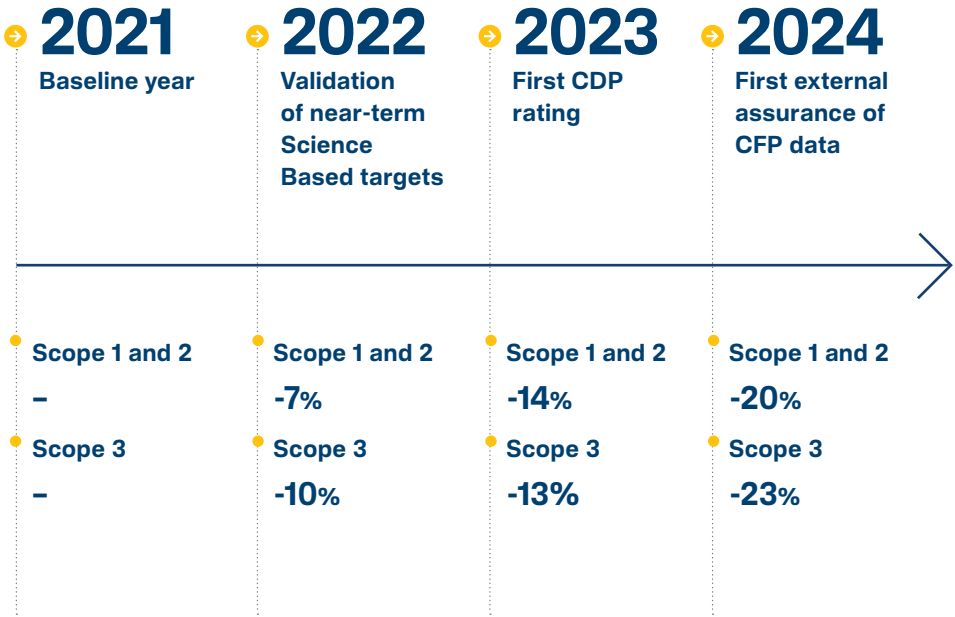 2021
Baseline year
2022
Validation
of near-term
Science
Based targets
2023
First CDP
rating
2024
First external
assurance of
CFP data
Scope 1 and 2
–
Scope 3
–
Scope 1 and 2
-7%
Scope 3
-10%
Scope 1 and 2
-14%
Scope 3
-13%
Scope 1 and 2
-20%
Scope 3
-23%